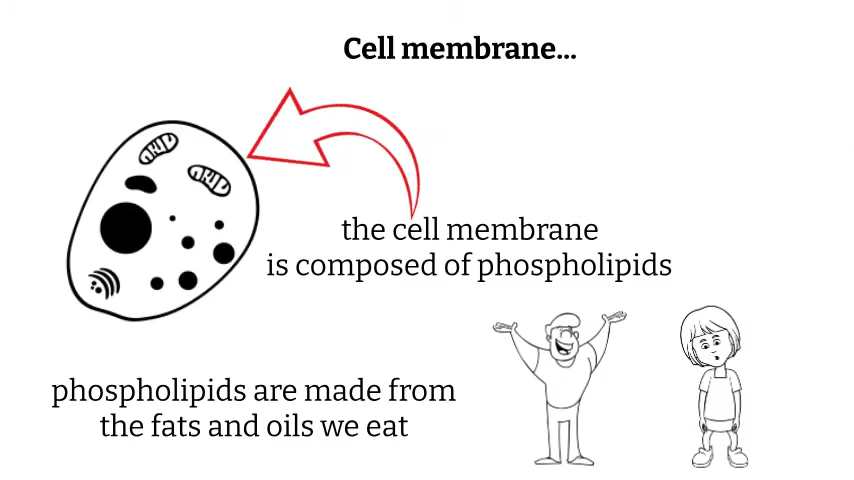 Cell membrane...
the cell membrane
is composed of phospholipids
phospholipids are made from
the fats and oils we eat